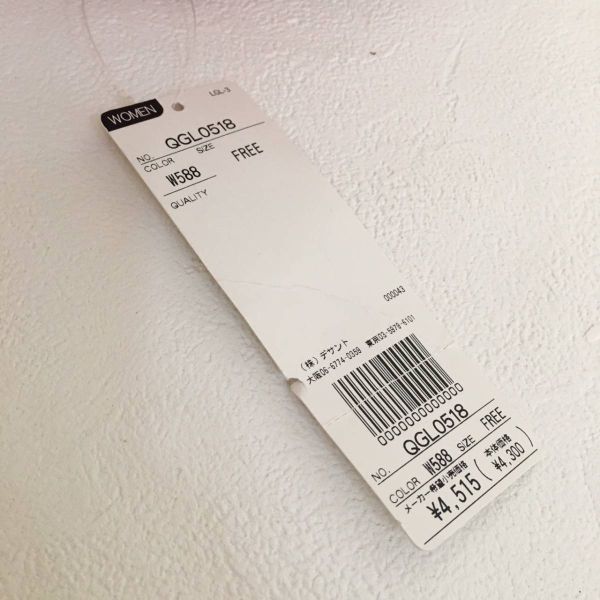 WOMEN
LGL-3
NO. QGL0518
COLOR SIZE
W588 FREE
QUALITY
000043
(株)デサント
大阪06-6774-0359 東京03-5979-6101
0000000000000
NO. QGL0518
COLOR W588 SIZE FREE
メーカー希望小売価格 本体価格
¥4,515 (¥4,300)